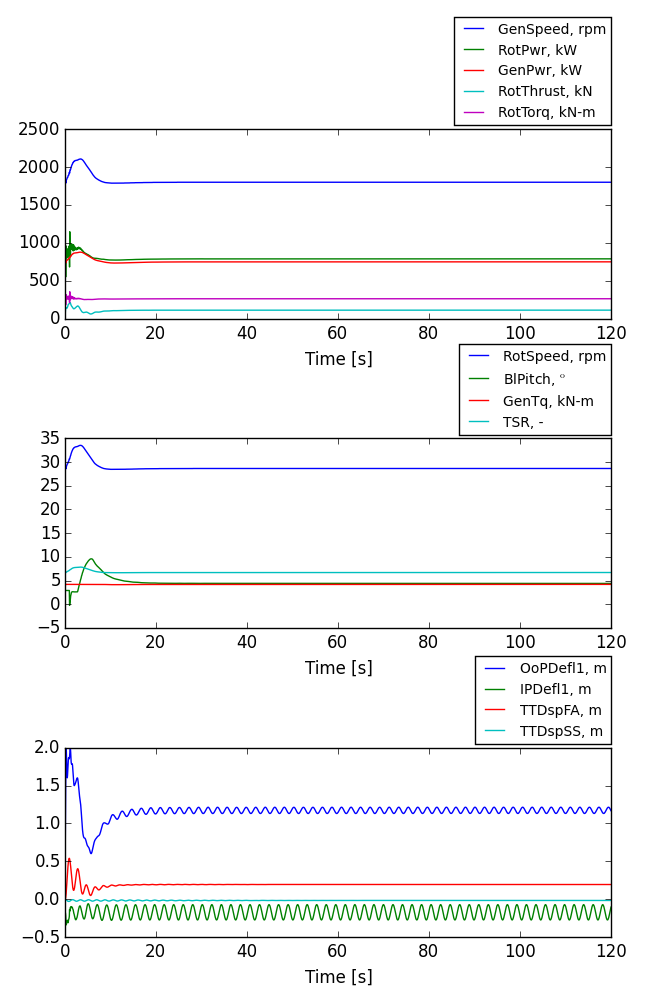 GenSpeed, rpm
RotPwr, kW
GenPwr, kW
RotThrust, kN
RotTorq, kN-m
2500
2000
1500
1000
500
0
0 20 40 60 80 100 120
Time [s]
RotSpeed, rpm
BlPitch, °
GenTq, kN-m
TSR, -
35
30
25
20
15
10
5
0
−5
0 20 40 60 80 100 120
Time [s]
OoPDefl1, m
IPDefl1, m
TTDspFA, m
TTDspSS, m
2.0
1.5
1.0
0.5
0.0
−0.5
0 20 40 60 80 100 120
Time [s]